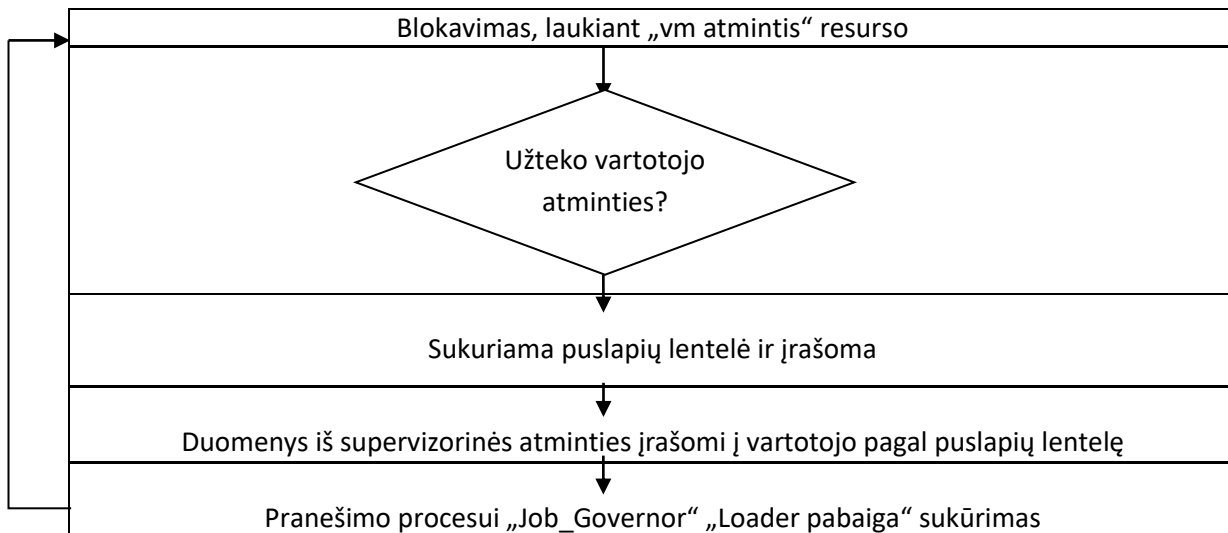 Blokavimas, laukiant „vm atmintis“ resurso
Užteko vartotojo
atminties?
Sukuriama puslapių lentelė ir įrašoma
Duomenys iš supervizorinės atminties įrašomi į vartotojo pagal puslapių lentelę
Pranešimo procesui „Job_Governor“ „Loader pabaiga“ sukūrimas